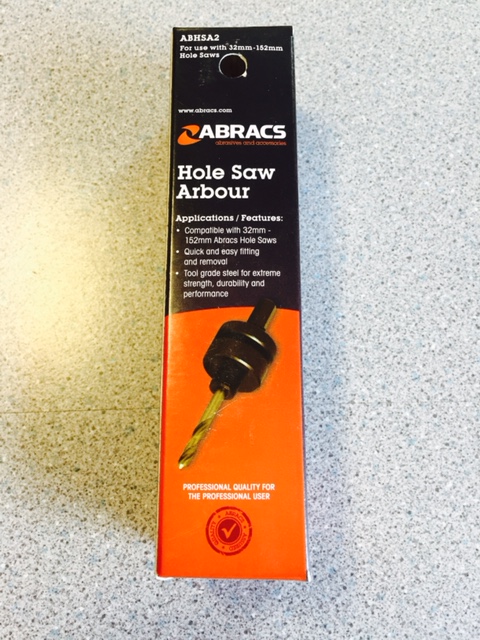 ABHSA2
For use with 32mm-152mm
Hole Saws
www.abracs.com
ABRACS
abrasives and accessories
Hole Saw
Arbour
Applications / Features:
• Compatible with 32mm -
152mm Abracs Hole Saws
• Quick and easy fitting
and removal
• Tool grade steel for extreme
strength, durability and
performance
PROFESSIONAL QUALITY FOR
THE PROFESSIONAL USER
ABRACS
QUALITY